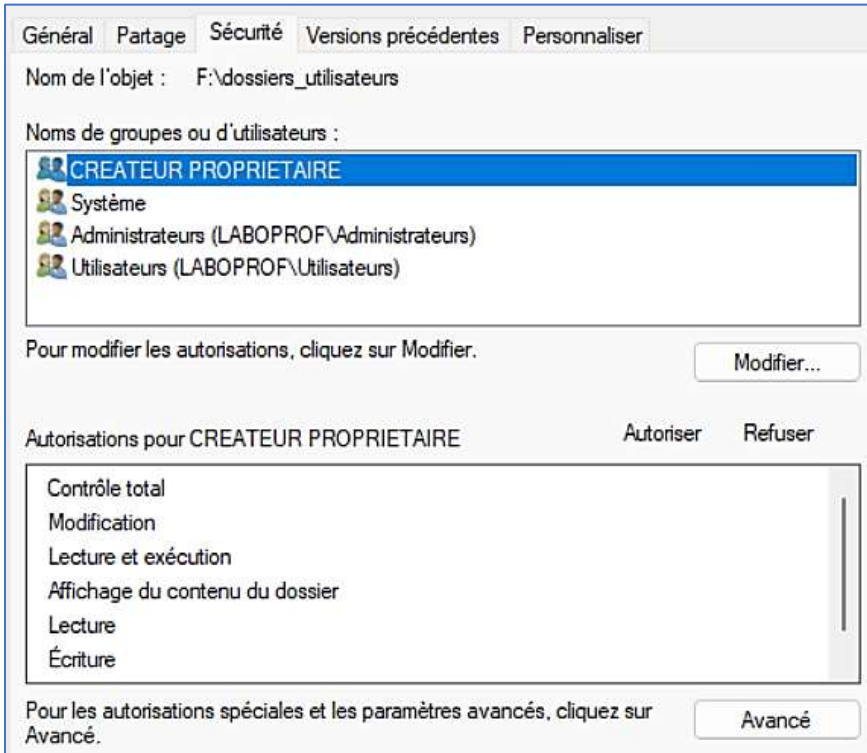 Général Partage Sécurité Versions précédentes Personnaliser
Nom de l'objet : F:\dossiers_utilisateurs
Noms de groupes ou d'utilisateurs :
CREATEUR PROPRIETAIRE
Système
Administrateurs (LABOPROF\Administrateurs)
Utilisateurs (LABOPROF\Utilisateurs)
Pour modifier les autorisations, cliquez sur Modifier.
Modifier...
Autorisations pour CREATEUR PROPRIETAIRE Autoriser Refuser
Contrôle total
Modification
Lecture et exécution
Affichage du contenu du dossier
Lecture
Écriture
Pour les autorisations spéciales et les paramètres avancés, cliquez sur
Avancé.
Avancé